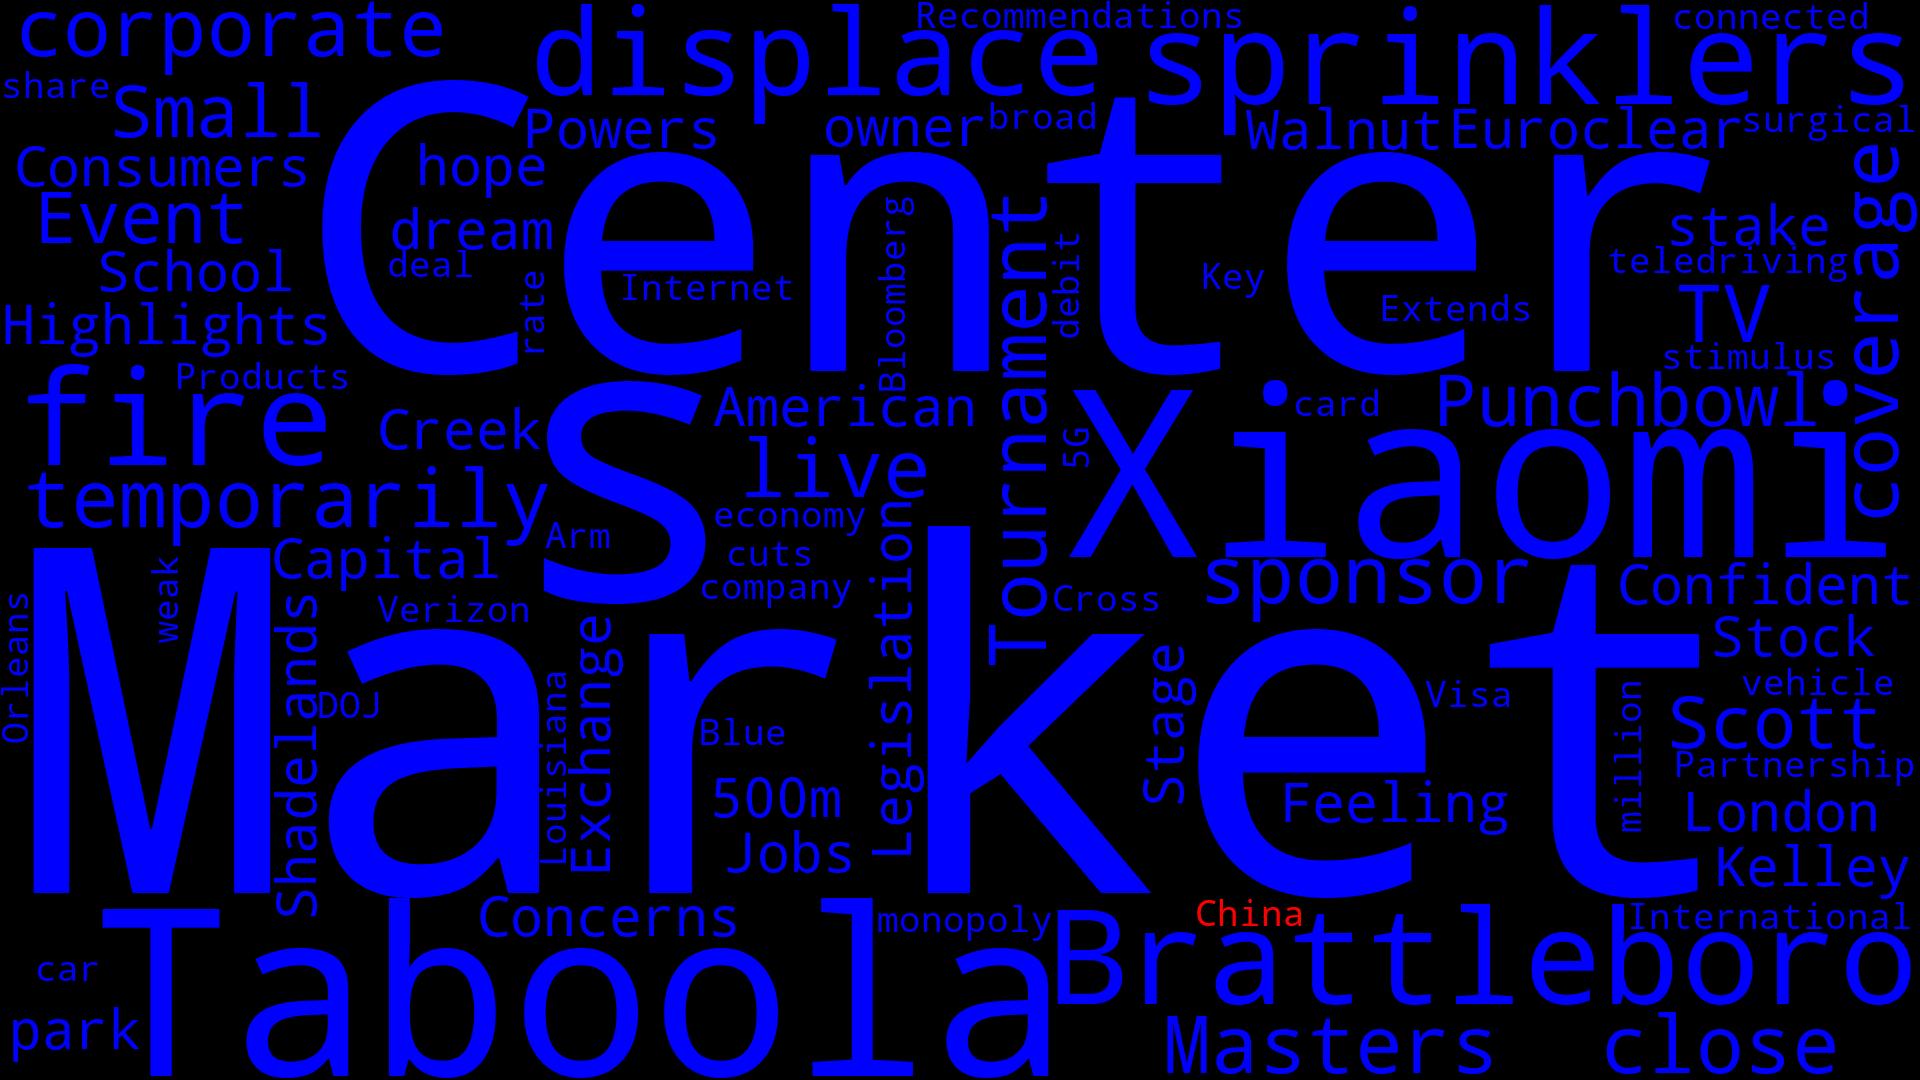 corporate
displace
Recommendations
sprinklers
connected
share
Small
Powers
owner
broad
Walnut
Euroclear
surgical
Consumers
hope
Center
coverage
Event
dream
deal
School
rate
Internet
Bloomberg
Tournament
debit
Key
Extends
stake
teledriving
TV
stimulus
Highlights
Products
fire
Creek
s
American
live
5G
Xiaomi
card
Punchbowl
temporarily
Arm
economy
cuts
company
Legislation
Capital
Verizon
Cross
sponsor
Confident
Orleans
weak
Market
Shadelands
DOJ
Louisiana
Exchange
Blue
500m
Jobs
Stage
Visa
Feeling
million
Stock
vehicle
Scott
Partnership
London
Kelley
Concerns
monopoly
China
International
Taboola
Brattleboro
car
park
Masters
close